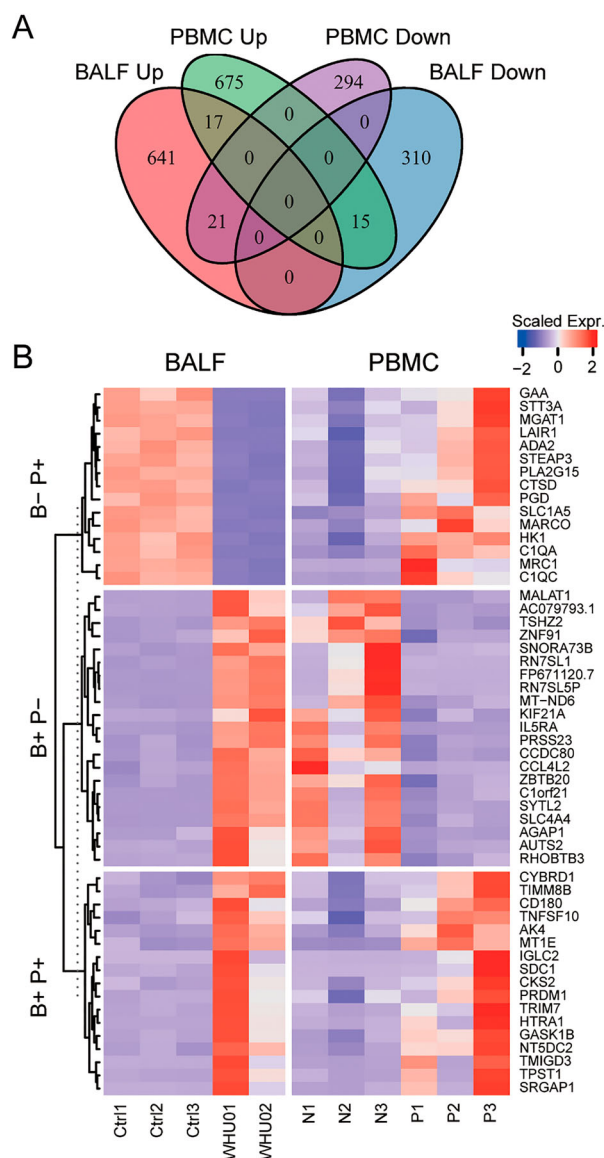 A
PBMC Up PBMC Down
BALF Up BALF Down
675 294
0
17 0
641 0 0 310
0
21 15
0 0
0
Scaled Expr.
−2 0 2
B
BALF PBMC
B− P+
GAA
STT3A
MGAT1
LAIR1
ADA2
STEAP3
PLA2G15
CTSD
PGD
SLC1A5
MARCO
HK1
C1QA
MRC1
C1QC
B+ P−
MALAT1
AC079793.1
TSHZ2
ZNF91
SNORA73B
RN7SL1
FP671120.7
RN7SL5P
MT−ND6
KIF21A
IL5RA
PRSS23
CCDC80
CCL4L2
ZBTB20
C1orf21
SYTL2
SLC4A4
AGAP1
AUTS2
RHOBTB3
B+ P+
CYBRD1
TIMM8B
CD180
TNFSF10
AK4
MT1E
IGLC2
SDC1
CKS2
PRDM1
TRIM7
HTRA1
GASK1B
NT5DC2
TMIGD3
TPST1
SRGAP1
Ctrl1 Ctrl2 Ctrl3 WHU01 WHU02 N1 N2 N3 P1 P2 P3